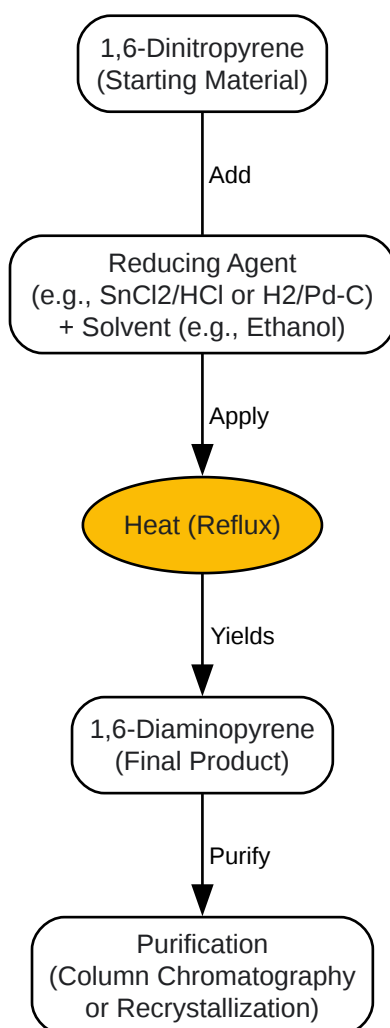 1,6-Dinitropyrene
(Starting Material)
Add
Reducing Agent
(e.g., SnCl2/HCl or H2/Pd-C)
+ Solvent (e.g., Ethanol)
Apply
Heat (Reflux)
Yields
1,6-Diaminopyrene
(Final Product)
Purify
Purification
(Column Chromatography
or Recrystallization)